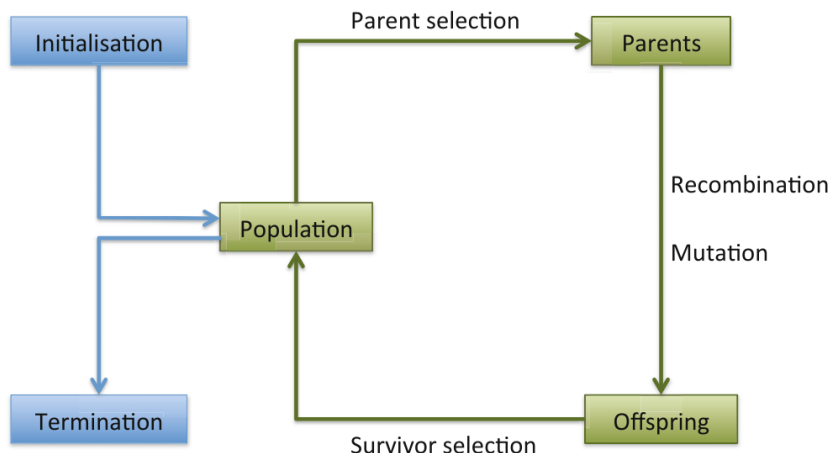 Parent selection
Initialisation
Parents
Recombination
Population
Mutation
Termination
Offspring
Survivor selection